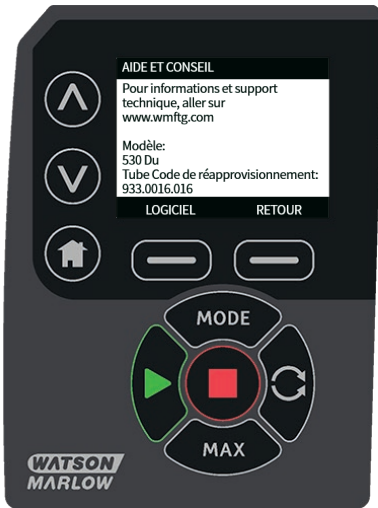 AIDE ET CONSEIL
Pour informations et support
technique, aller sur
www.wmftg.com
Modèle:
530 Du
Tube Code de réapprovisionnement:
933.0016.016
LOGICIEL RETOUR
MODE
MAX
WATSON
MARLOW